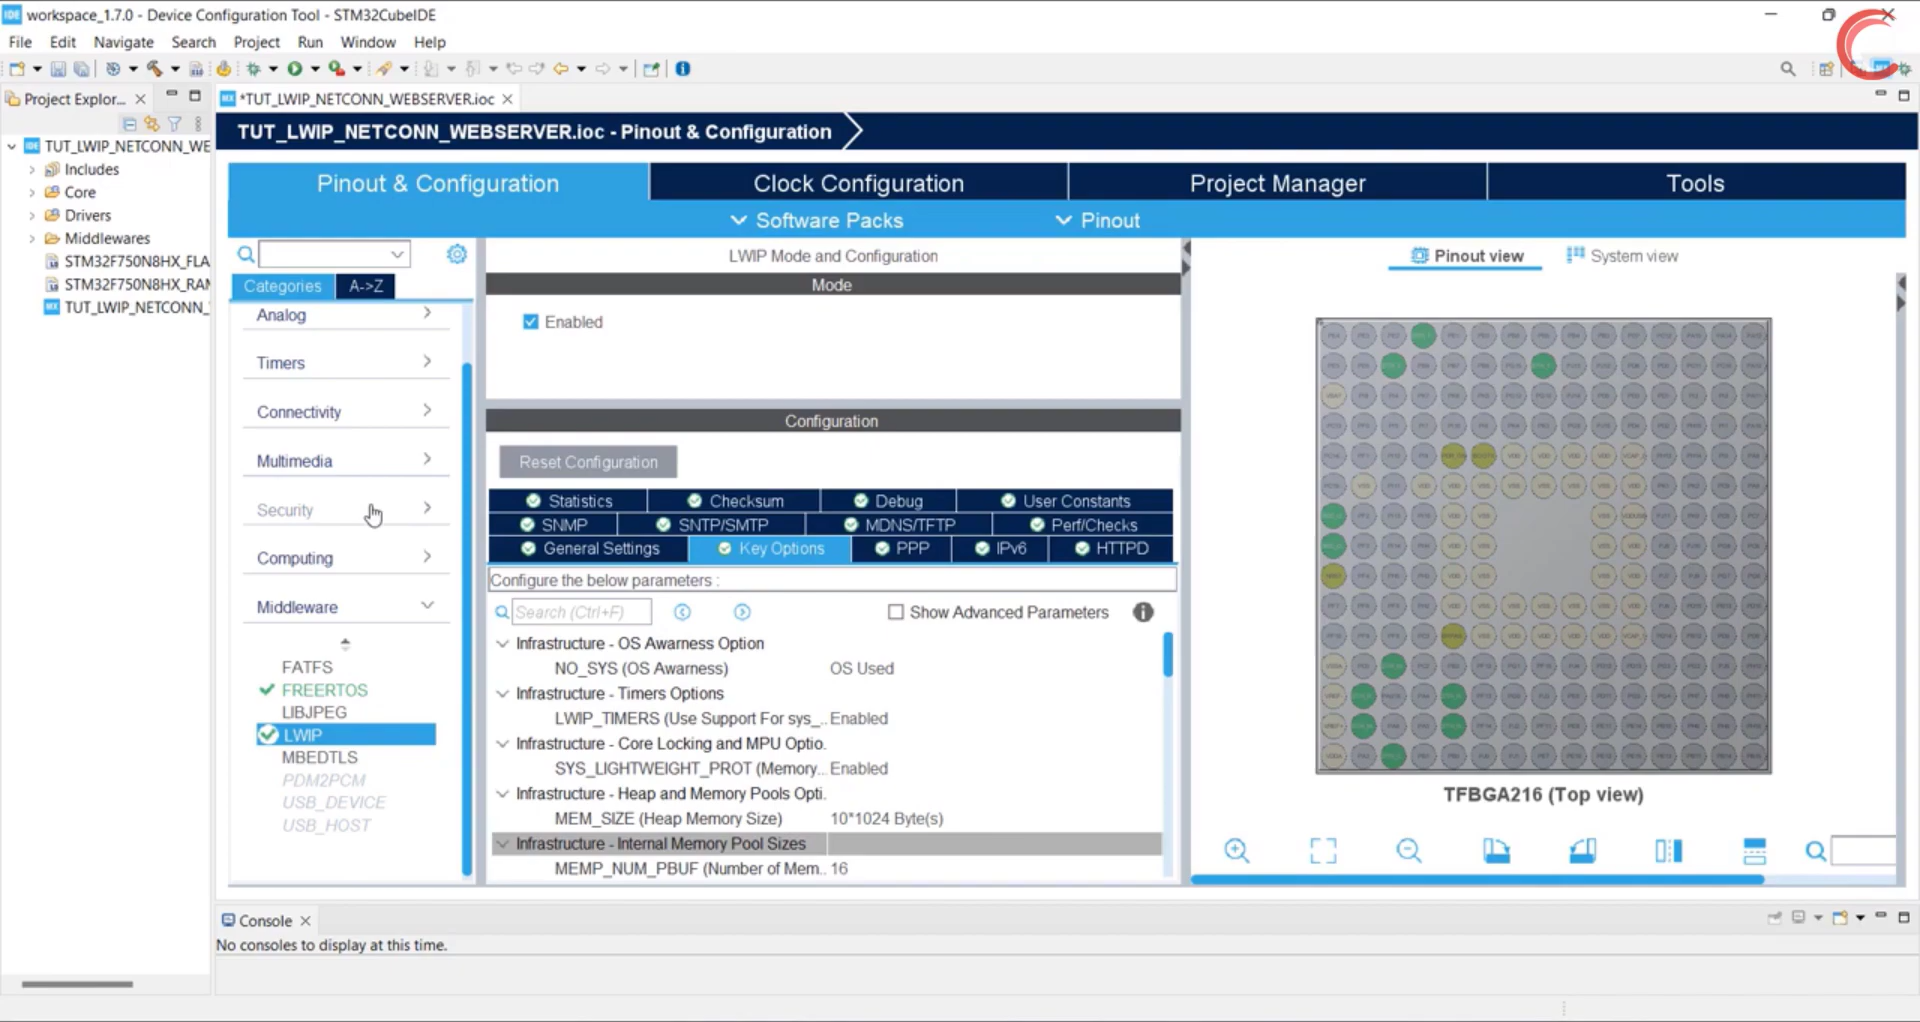 workspace_1.7.0 - Device Configuration Tool - STM32CubeIDE
File Edit Navigate Search Project Run Window Help
Project Explor...
*TUT_LWIP_NETCONN_WEBSERVER.ioc
TUT_LWIP_NETCONN_WE
Includes
Core
Drivers
Middlewares
STM32F750N8HX_FLA
STM32F750N8HX_RAM
TUT_LWIP_NETCONN_
TUT_LWIP_NETCONN_WEBSERVER.ioc - Pinout & Configuration
Pinout & Configuration Clock Configuration Project Manager Tools
Software Packs Pinout
Categories A->Z
Analog
Timers
Connectivity
Multimedia
Security
Computing
Middleware
FATFS
FREERTOS
LIBJPEG
LWIP
MBEDTLS
PDM2PCM
USB_DEVICE
USB_HOST
LWIP Mode and Configuration
Mode
Enabled
Configuration
Reset Configuration
Statistics Checksum Debug User Constants
SNMP SNTP/SMTP MDNS/TFTP Perf/Checks
General Settings Key Options PPP IPv6 HTTPD
Configure the below parameters :
Search (Ctrl+F) Show Advanced Parameters
Infrastructure - OS Awarness Option
NO_SYS (OS Awarness) OS Used
Infrastructure - Timers Options
LWIP_TIMERS (Use Support For sys_.. Enabled
Infrastructure - Core Locking and MPU Optio.
SYS_LIGHTWEIGHT_PROT (Memory... Enabled
Infrastructure - Heap and Memory Pools Opti.
MEM_SIZE (Heap Memory Size) 10*1024 Byte(s)
Infrastructure - Internal Memory Pool Sizes
MEMP_NUM_PBUF (Number of Mem.. 16
Pinout view System view
TFBGA216 (Top view)
Console
No consoles to display at this time.